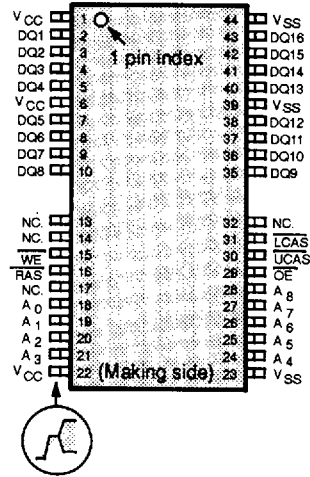 VCC 1 44 VSS
DQ1 2 43 DQ16
DQ2 3 1 pin index 42 DQ15
DQ3 4 41 DQ14
DQ4 5 40 DQ13
VCC 6 39 VSS
DQ5 7 38 DQ12
DQ6 8 37 DQ11
DQ7 9 36 DQ10
DQ8 10 35 DQ9
NC. 13 32 NC.
NC. 14 31 LCAS
WE 15 30 UCAS
RAS 16 29 OE
NC. 17 28 A8
A0 18 27 A7
A1 19 26 A6
A2 20 25 A5
A3 21 24 A4
VCC 22 (Making side) 23 VSS